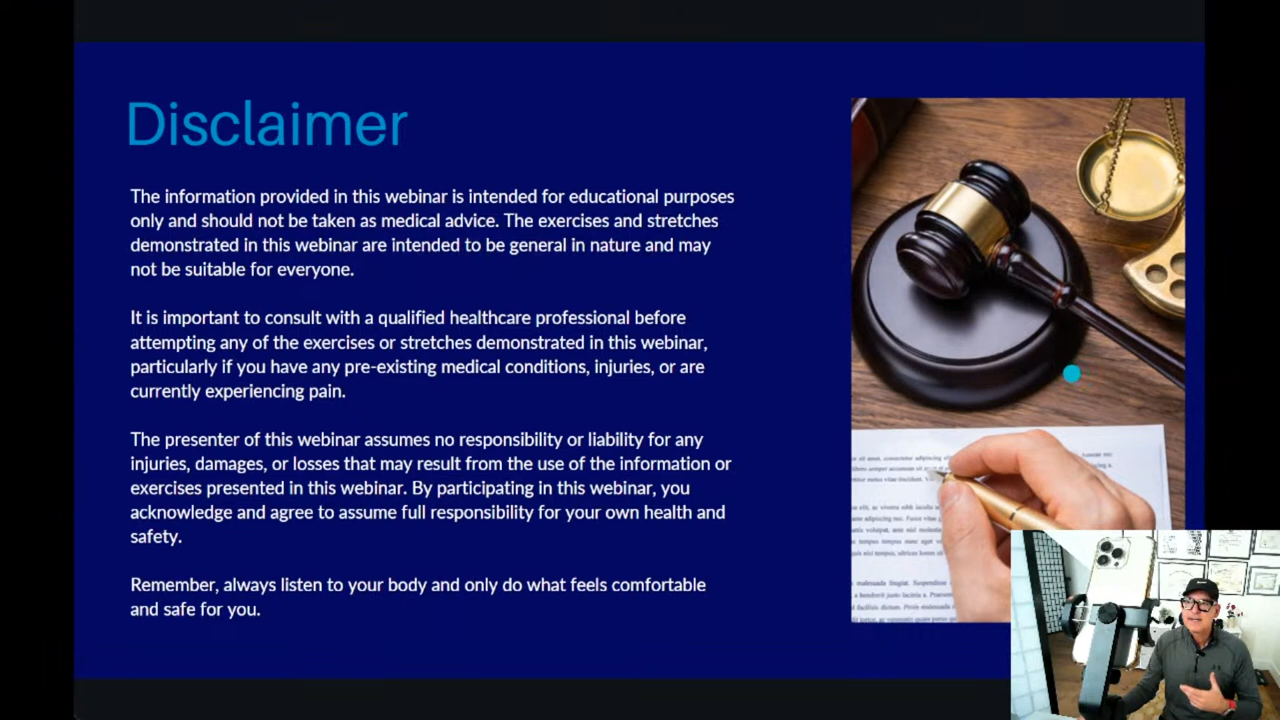 Disclaimer
The information provided in this webinar is intended for educational purposes
only and should not be taken as medical advice. The exercises and stretches
demonstrated in this webinar are intended to be general in nature and may
not be suitable for everyone.
It is important to consult with a qualified healthcare professional before
attempting any of the exercises or stretches demonstrated in this webinar,
particularly if you have any pre-existing medical conditions, injuries, or are
currently experiencing pain.
The presenter of this webinar assumes no responsibility or liability for any
injuries, damages, or losses that may result from the use of the information or
exercises presented in this webinar. By participating in this webinar, you
acknowledge and agree to assume full responsibility for your own health and
safety.
Remember, always listen to your body and only do what feels comfortable
and safe for you.